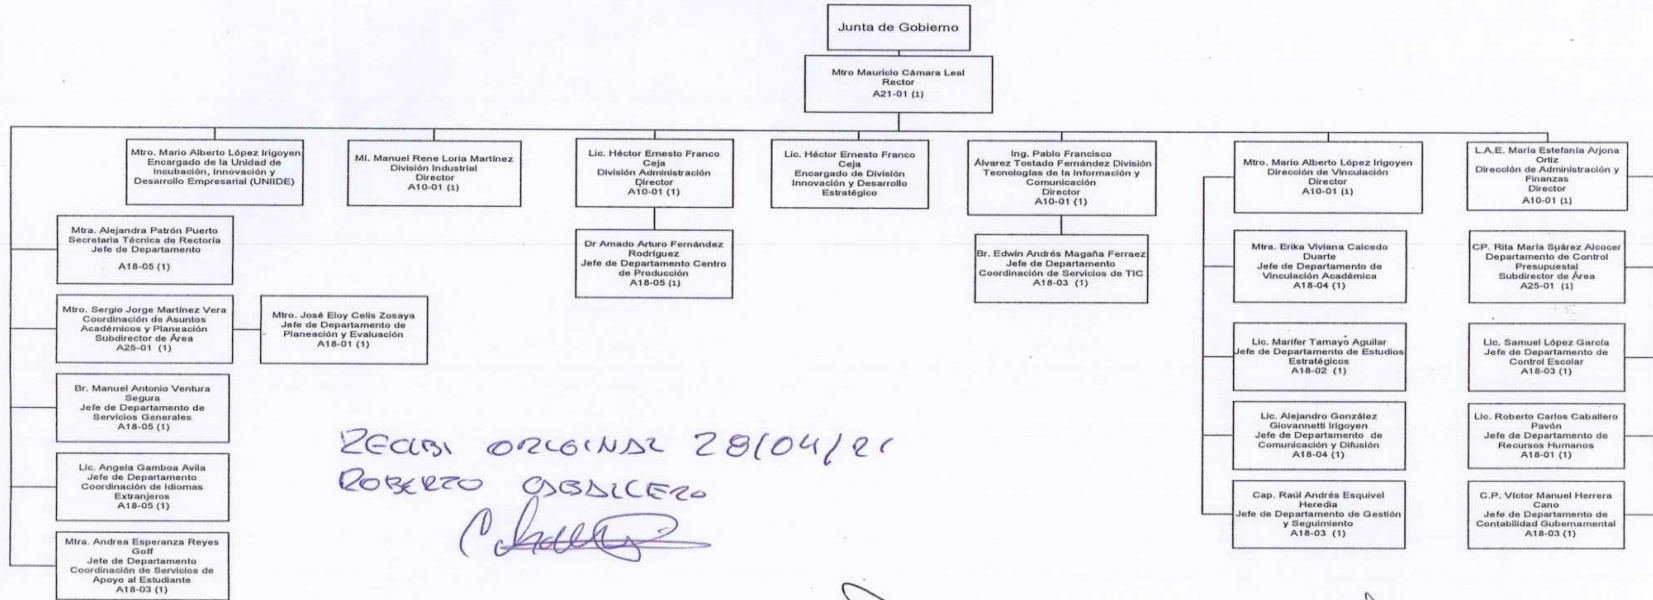 Junta de Gobierno
Mtro Mauricio Cámara Leal
Rector
A21-01 (1)
Mtro. Mario Alberto López Irigoyen
Encargado de la Unidad de
Incubación, Innovación y
Desarrollo Empresarial (UNIIDE)
MI. Manuel Rene Loria Martínez
División Industrial
Director
A10-01 (1)
Lic. Héctor Ernesto Franco
Ceja
División Administración
Director
A10-01 (1)
Lic. Héctor Ernesto Franco
Ceja
Encargado de División
Innovación y Desarrollo
Estratégico
Ing. Pablo Francisco
Álvarez Tostado Fernández División
Tecnologías de la Información y
Comunicación
Director
A10-01 (1)
Mtro. Mario Alberto López Irigoyen
Dirección de Vinculación
Director
A10-01 (1)
L.A.E. María Estefanía Arjona
Ortiz
Dirección de Administración y
Finanzas
Director
A10-01 (1)
Mtra. Alejandra Patrón Puerto
Secretaria Técnica de Rectoría
Jefe de Departamento
A18-05 (1)
Dr Amado Arturo Fernández
Rodríguez
Jefe de Departamento Centro
de Producción
A18-05 (1)
Br. Edwin Andrés Magaña Ferraez
Jefe de Departamento
Coordinación de Servicios de TIC
A18-03 (1)
Mtra. Erika Viviana Caicedo
Duarte
Jefe de Departamento de
Vinculación Académica
A18-04 (1)
CP. Rita María Suárez Alcocer
Departamento de Control
Presupuestal
Subdirector de Área
A25-01 (1)
Mtro. Sergio Jorge Martínez Vera
Coordinación de Asuntos
Académicos y Planeación
Subdirector de Área
A25-01 (1)
Mtro. José Eloy Celis Zosaya
Jefe de Departamento de
Planeación y Evaluación
A18-01 (1)
Lic. Marifer Tamayo Aguilar
Jefe de Departamento de Estudios
Estratégicos
A18-02 (1)
Lic. Samuel López García
Jefe de Departamento de
Control Escolar
A18-03 (1)
Br. Manuel Antonio Ventura
Segura
Jefe de Departamento de
Servicios Generales
A18-05 (1)
Lic. Alejandro González
Giovannetti Irigoyen
Jefe de Departamento de
Comunicación y Difusión
A18-04 (1)
Lic. Roberto Carlos Caballero
Pavón
Jefe de Departamento de
Recursos Humanos
A18-01 (1)
Lic. Angela Gamboa Avila
Jefe de Departamento
Coordinación de Idiomas
Extranjeros
A18-05 (1)
Cap. Raúl Andrés Esquivel
Heredia
Jefe de Departamento de Gestión
y Seguimiento
A18-03 (1)
C.P. Víctor Manuel Herrera
Cano
Jefe de Departamento de
Contabilidad Gubernamental
A18-03 (1)
Mtra. Andrea Esperanza Reyes
Goff
Jefe de Departamento
Coordinación de Servicios de
Apoyo al Estudiante
A18-03 (1)
RECIBI ORIGINAL 28/04/21
ROBERTO CABALLERO